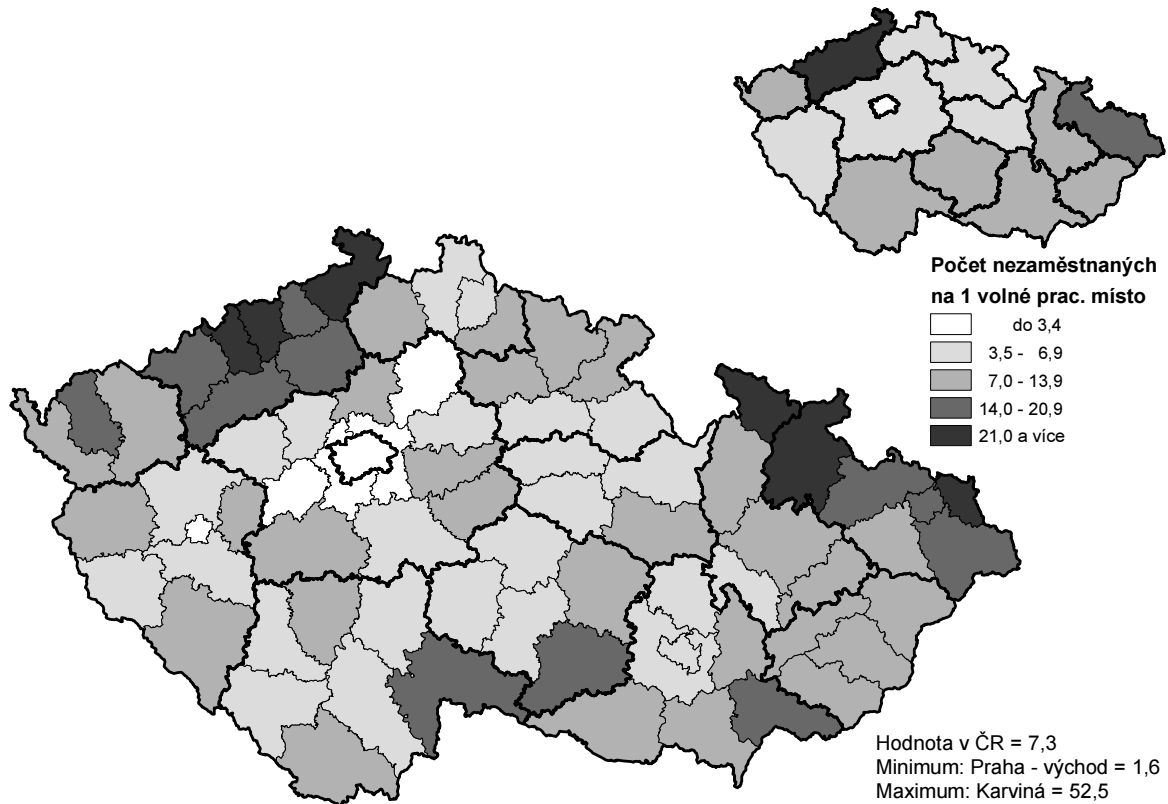 Počet nezaměstnaných
na 1 volné prac. místo
do 3,4
3,5 - 6,9
7,0 - 13,9
14,0 - 20,9
21,0 a více
Hodnota v ČR = 7,3
Minimum: Praha - východ = 1,6
Maximum: Karviná = 52,5